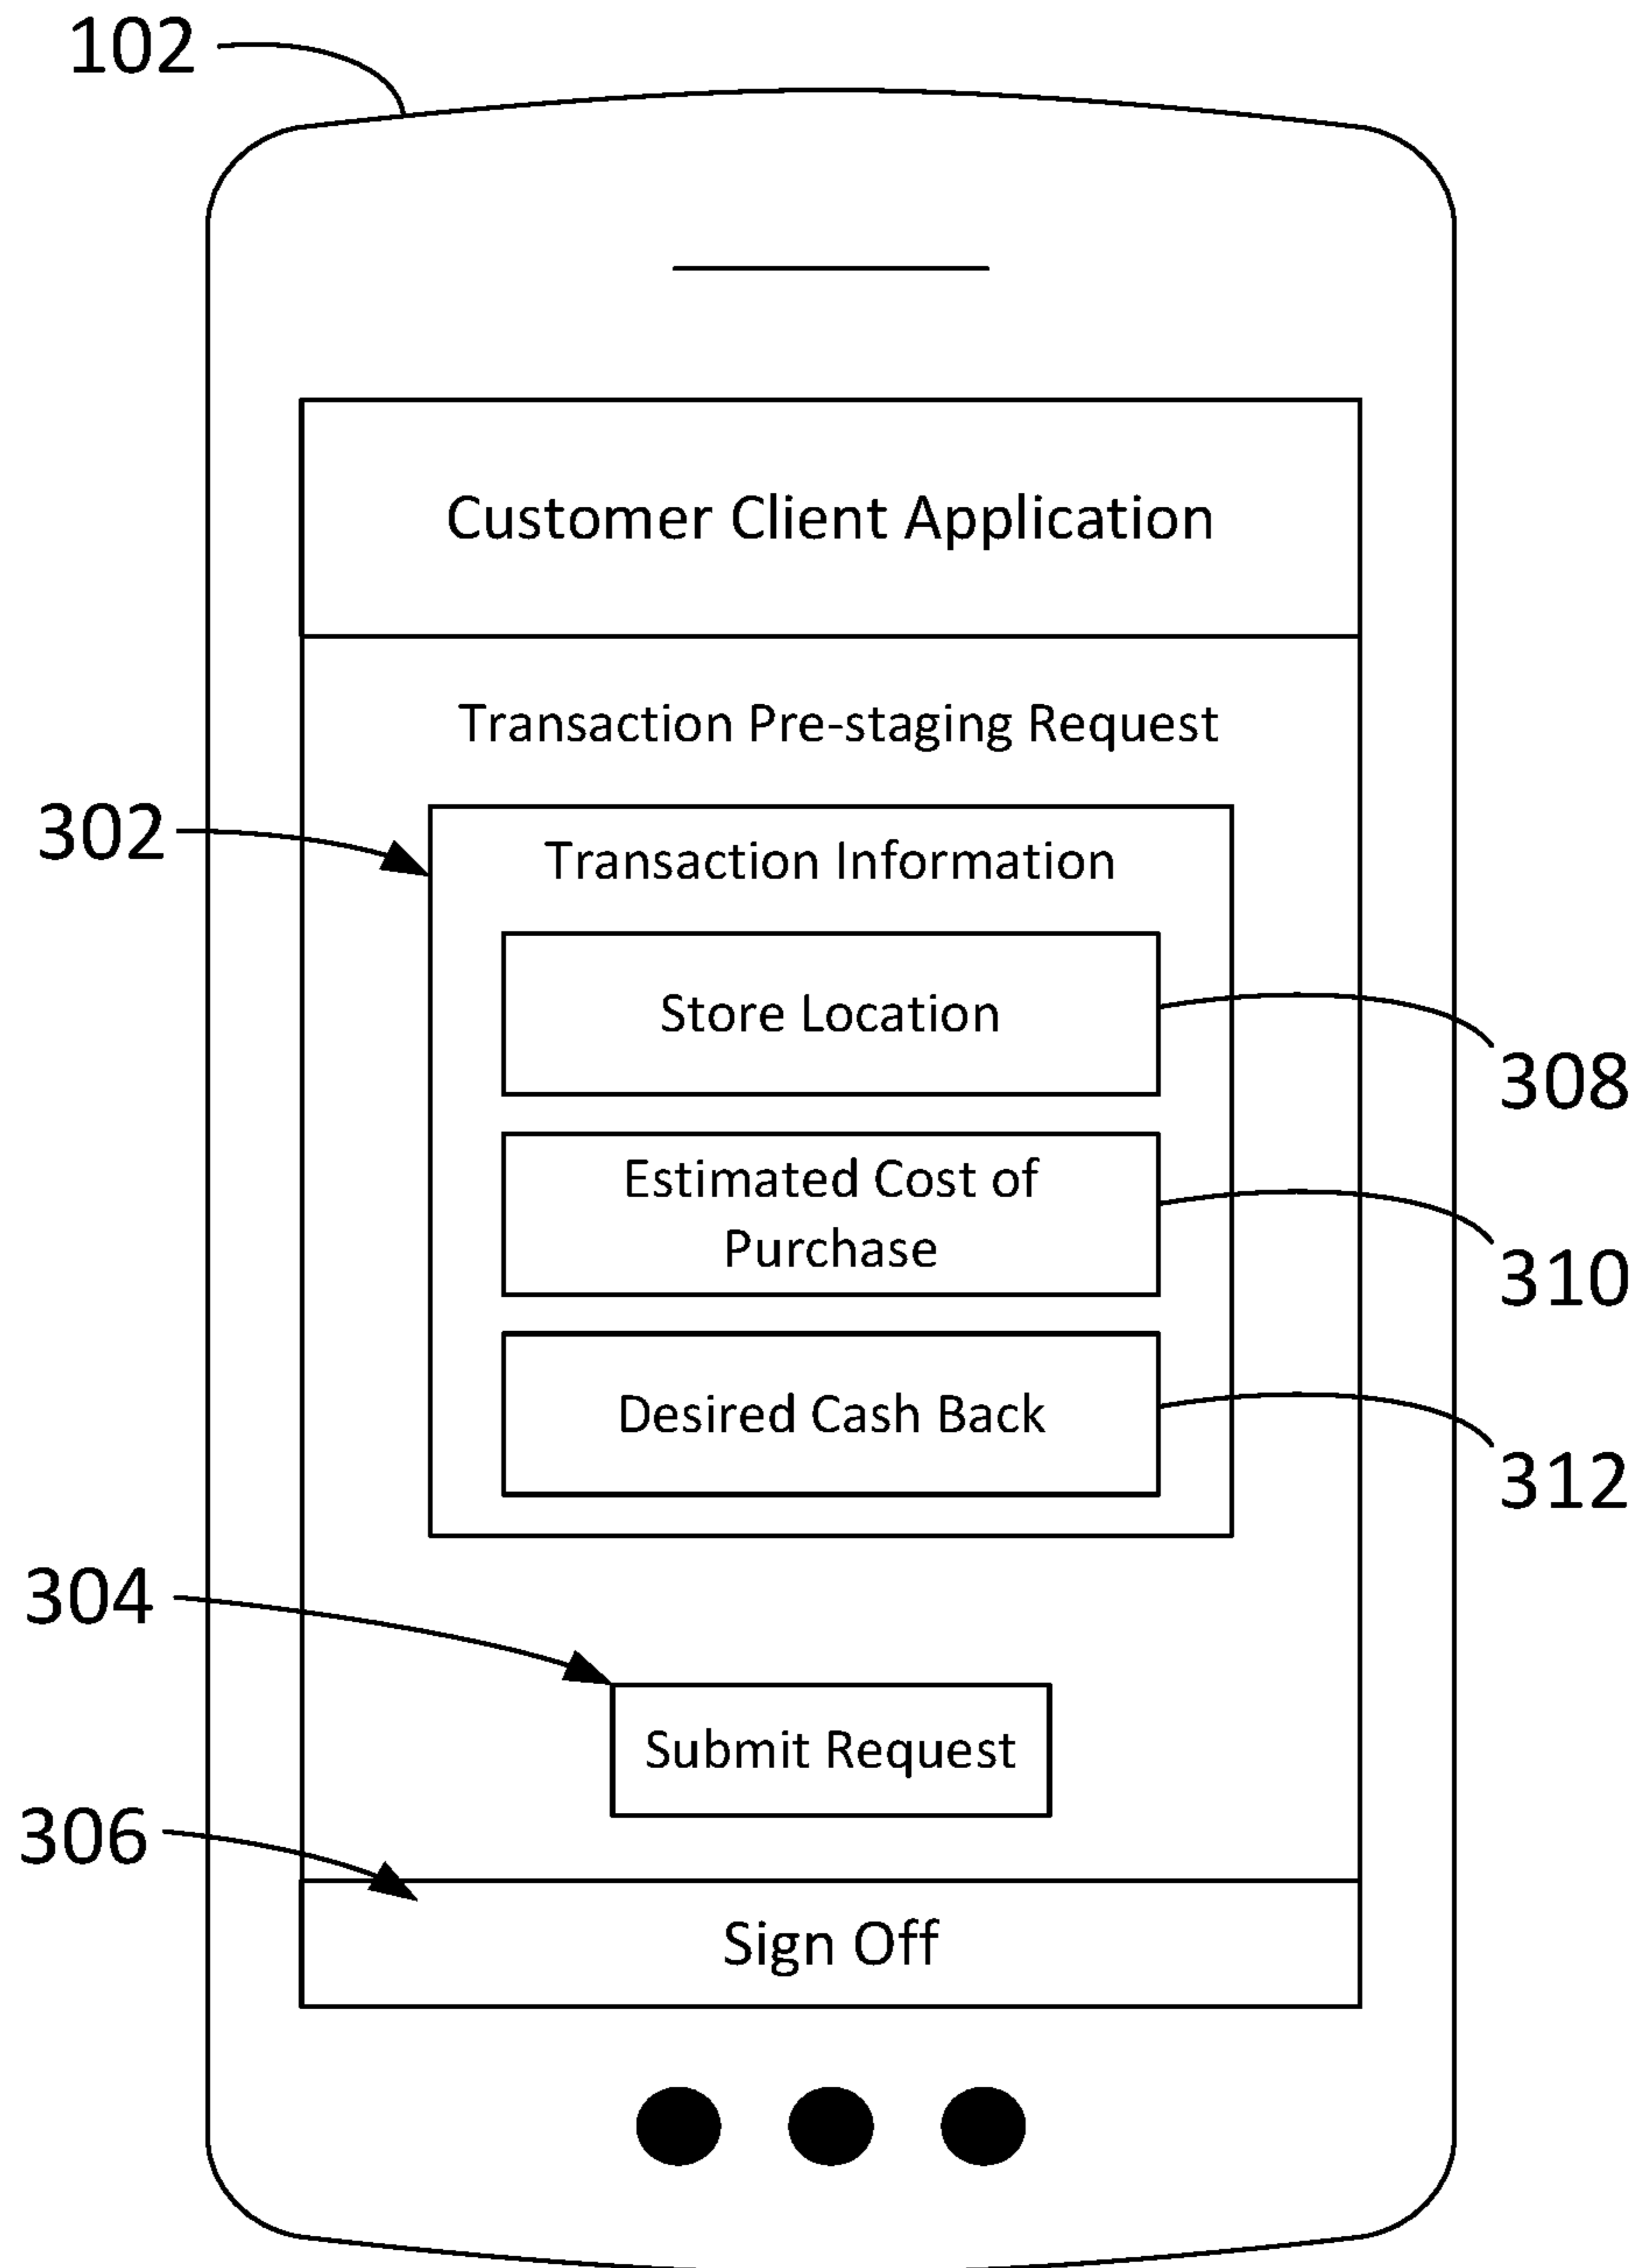 102
Customer Client Application
Transaction Pre-staging Request
302
Transaction Information
Store Location
308
Estimated Cost of
Purchase
310
Desired Cash Back
312
304
Submit Request
306
Sign Off